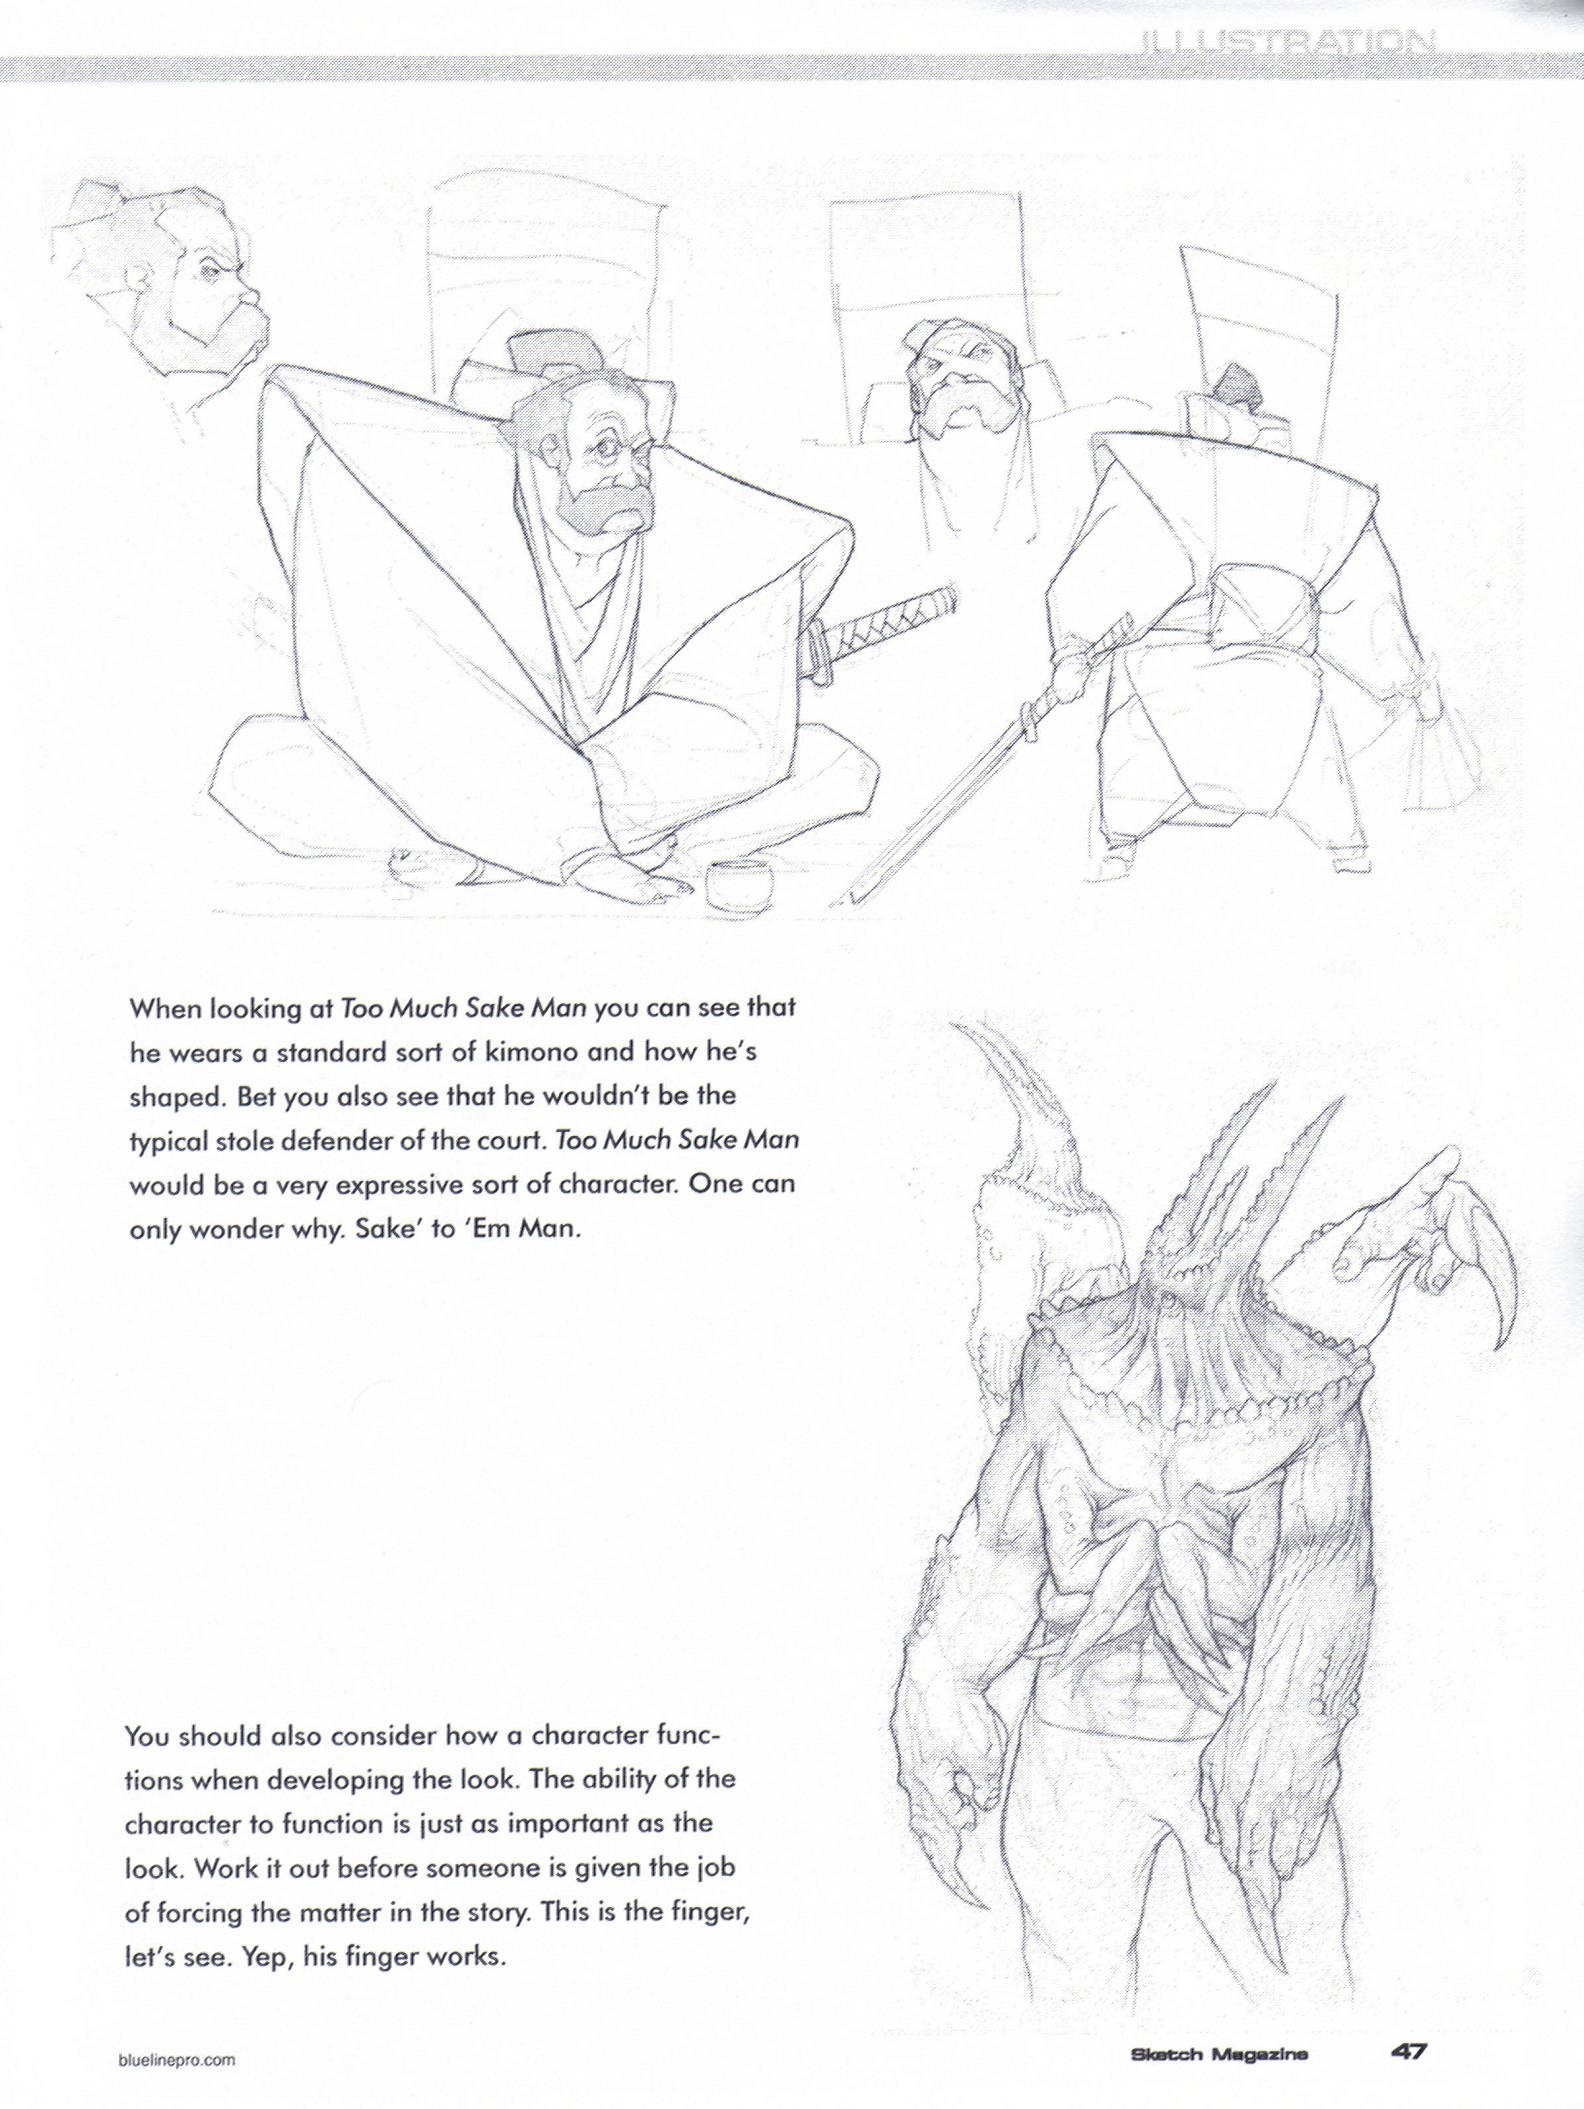 ILLUSTRATION
When looking at Too Much Sake Man you can see that
he wears a standard sort of kimono and how he's
shaped. Bet you also see that he wouldn't be the
typical stole defender of the court. Too Much Sake Man
would be a very expressive sort of character. One can
only wonder why. Sake' to 'Em Man.
You should also consider how a character func-
tions when developing the look. The ability of the
character to function is just as important as the
look. Work it out before someone is given the job
of forcing the matter in the story. This is the finger,
let's see. Yep, his finger works.
bluelinepro.com
Sketch Magazine 47